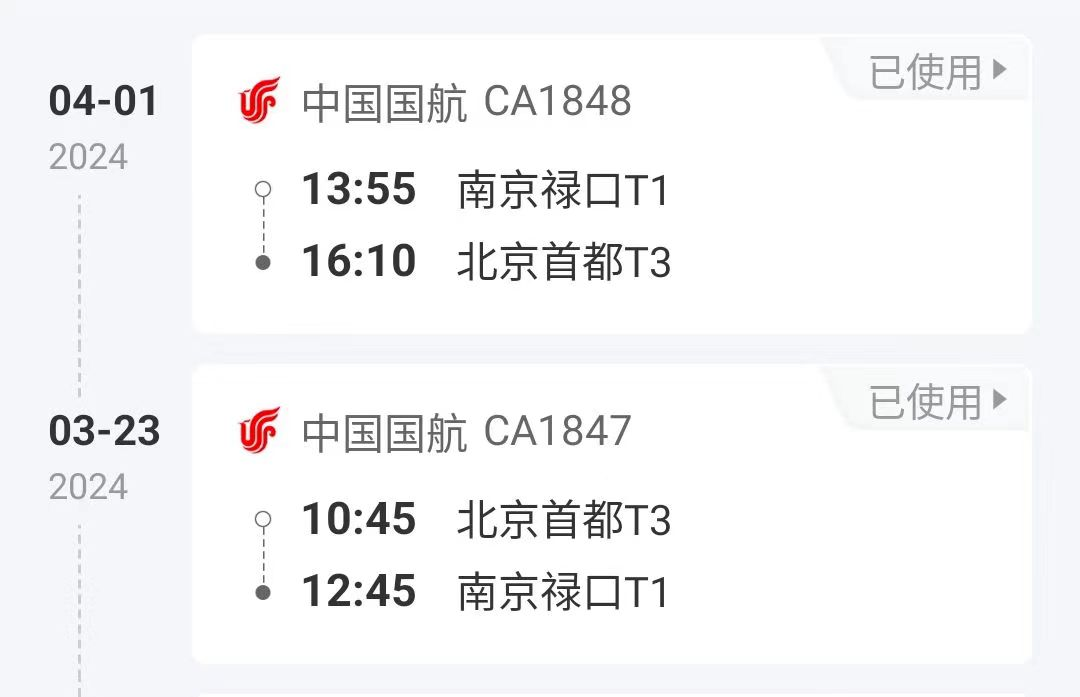 已使用
04-01
中国国航 CA1848
2024
13:55 南京禄口T1
16:10 北京首都T3
已使用
03-23
中国国航 CA1847
2024
10:45 北京首都T3
12:45 南京禄口T1